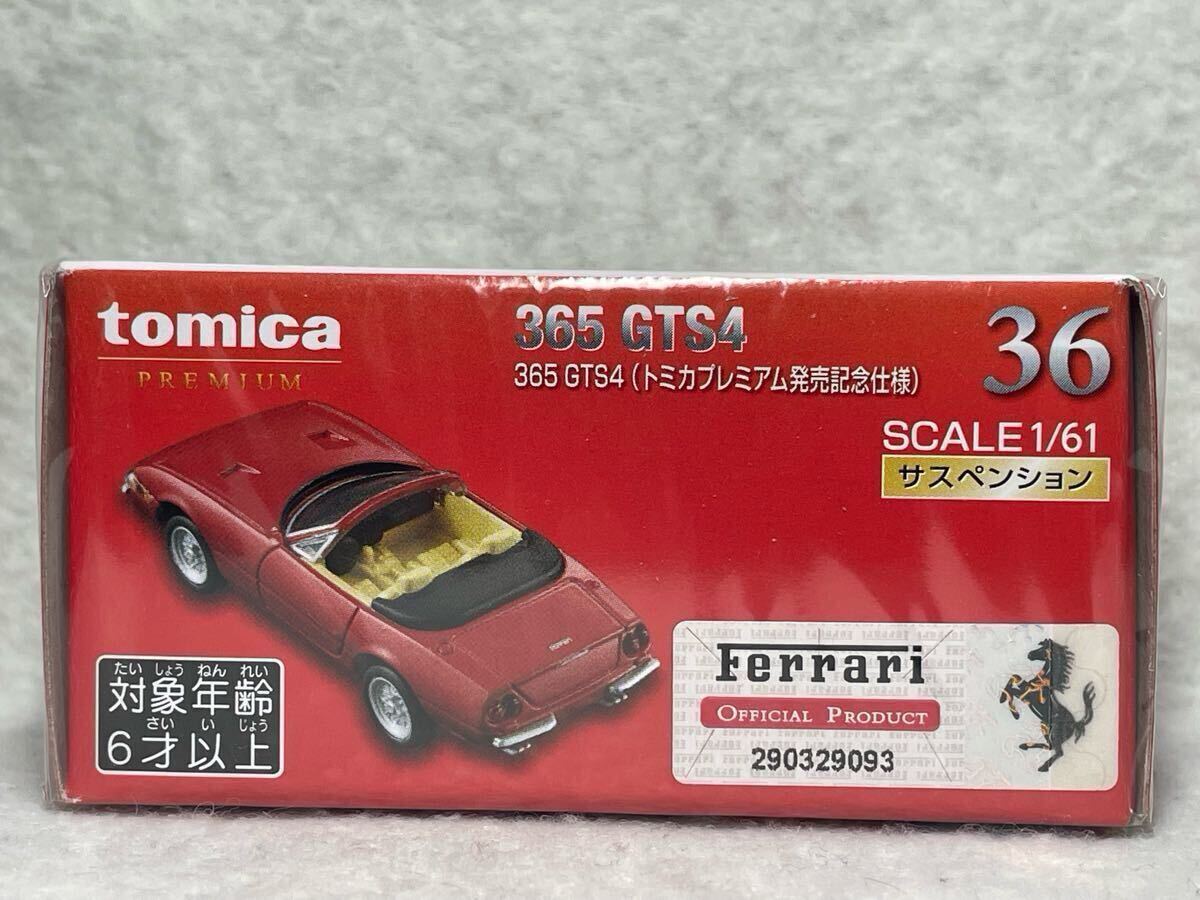 tomica
PREMIUM
365 GTS4
365 GTS4（トミカプレミアム発売記念仕様）
36
SCALE 1/61
サスペンション
たい しょう ねん れい
対象年齢
さい い じょう
6才以上
Ferrari
OFFICIAL PRODUCT
290329093